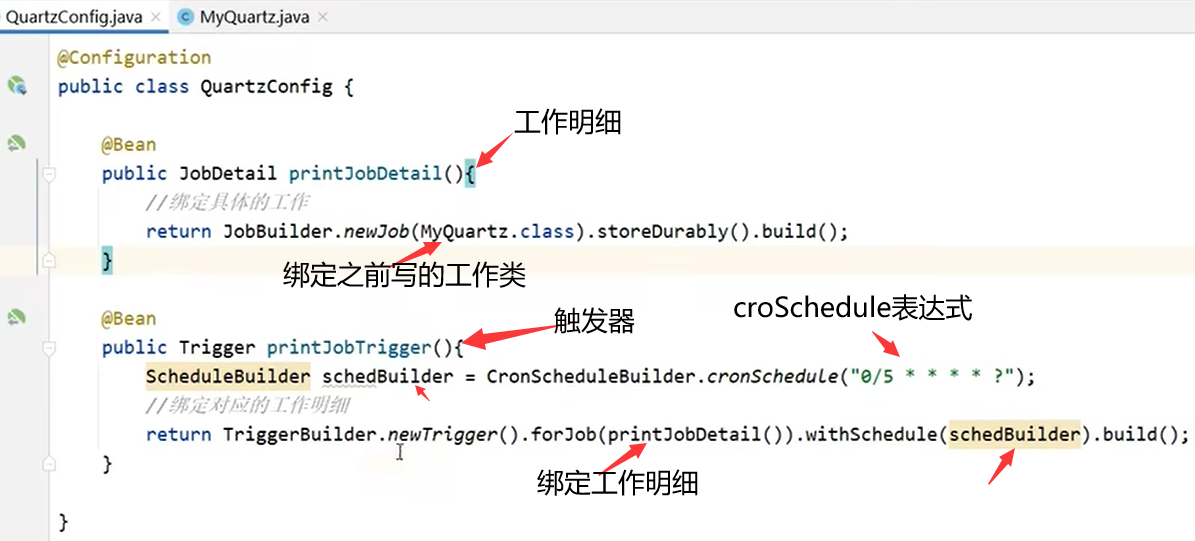 QuartzConfig.java × C MyQuartz.java ×
@Configuration
public class QuartzConfig {
工作明细
@Bean
public JobDetail printJobDetail(){
//绑定具体的工作
return JobBuilder.newJob(MyQuartz.class).storeDurably().build();
}
绑定之前写的工作类
croSchedule表达式
@Bean
触发器
public Trigger printJobTrigger(){
ScheduleBuilder schedBuilder = CronScheduleBuilder.cronSchedule("0/5 * * * * ?");
//绑定对应的工作明细
return TriggerBuilder.newTrigger().forJob(printJobDetail()).withSchedule(schedBuilder).build();
}
绑定工作明细
}